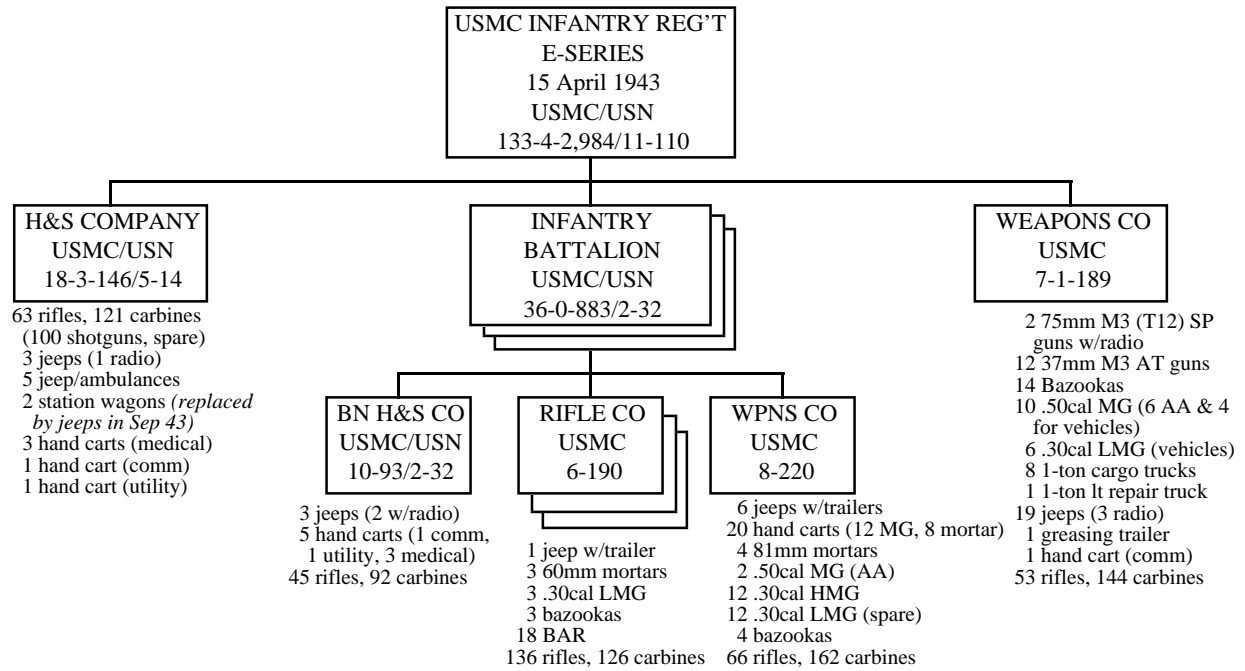 USMC INFANTRY REG’T
E-SERIES
15 April 1943
USMC/USN
133-4-2,984/11-110
H&S COMPANY
USMC/USN
18-3-146/5-14
63 rifles, 121 carbines
(100 shotguns, spare)
3 jeeps (1 radio)
5 jeep/ambulances
2 station wagons (replaced
by jeeps in Sep 43)
3 hand carts (medical)
1 hand cart (comm)
1 hand cart (utility)
INFANTRY
BATTALION
USMC/USN
36-0-883/2-32
WEAPONS CO
USMC
7-1-189
2 75mm M3 (T12) SP
guns w/radio
12 37mm M3 AT guns
14 Bazookas
10 .50cal MG (6 AA & 4
for vehicles)
6 .30cal LMG (vehicles)
8 1-ton cargo trucks
1 1-ton lt repair truck
19 jeeps (3 radio)
1 greasing trailer
1 hand cart (comm)
53 rifles, 144 carbines
BN H&S CO
USMC/USN
10-93/2-32
3 jeeps (2 w/radio)
5 hand carts (1 comm,
1 utility, 3 medical)
45 rifles, 92 carbines
RIFLE CO
USMC
6-190
1 jeep w/trailer
3 60mm mortars
3 .30cal LMG
3 bazookas
18 BAR
136 rifles, 126 carbines
WPNS CO
USMC
8-220
6 jeeps w/trailers
20 hand carts (12 MG, 8 mortar)
4 81mm mortars
2 .50cal MG (AA)
12 .30cal HMG
12 .30cal LMG (spare)
4 bazookas
66 rifles, 162 carbines